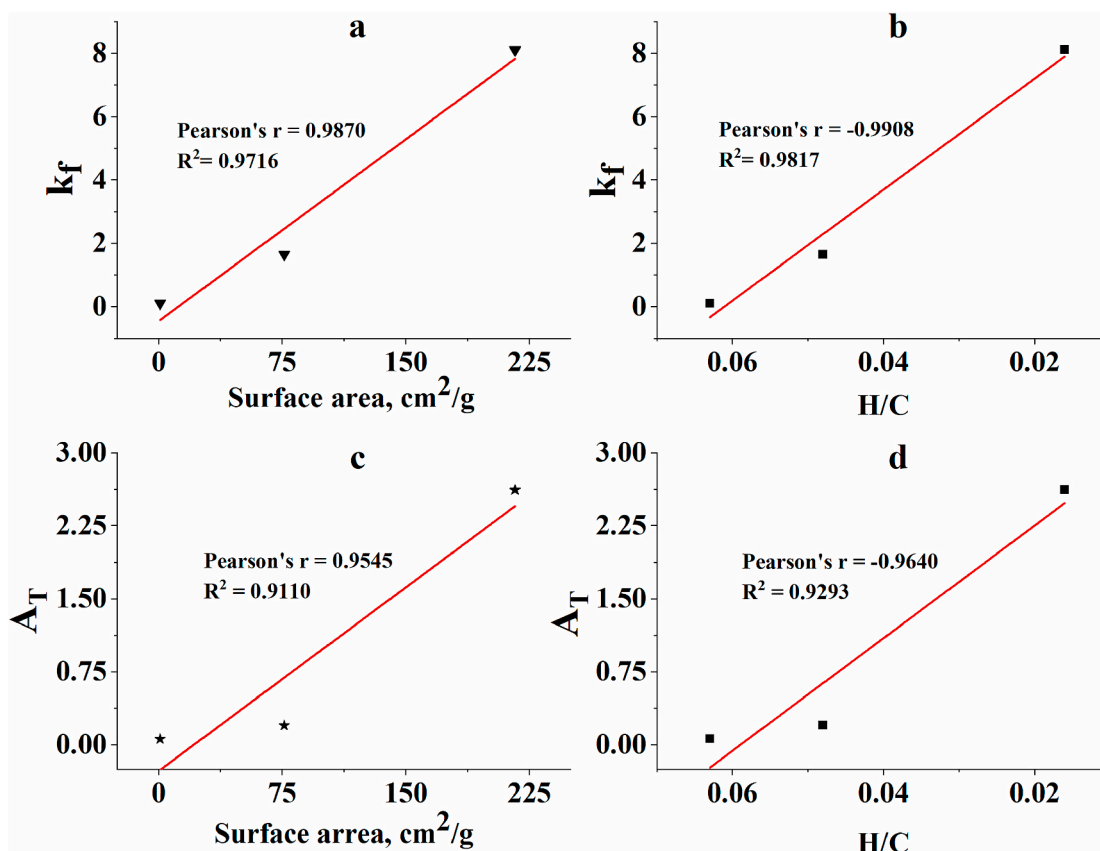 a
8
6
4
2
0
k_f
Pearson's r = 0.9870
R²= 0.9716
0 75 150 225
Surface area, cm²/g
b
8
6
4
2
0
k_f
Pearson's r = -0.9908
R²= 0.9817
0.06 0.04 0.02
H/C
c
3.00
2.25
1.50
0.75
0.00
A_T
Pearson's r = 0.9545
R² = 0.9110
0 75 150 225
Surface arrea, cm²/g
d
3.00
2.25
1.50
0.75
0.00
A_T
Pearson's r = -0.9640
R² = 0.9293
0.06 0.04 0.02
H/C